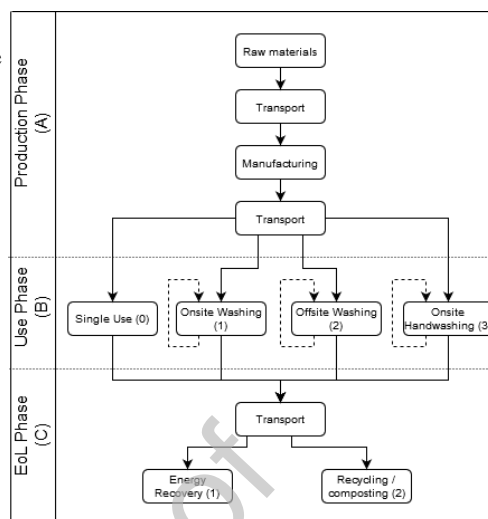 Production Phase
(A)
Raw materials
Transport
Manufacturing
Transport
Use Phase
(B)
Single Use (0)
Onsite Washing
(1)
Offsite Washing
(2)
Onsite
Handwashing (3)
EoL Phase
(C)
Transport
Energy
Recovery (1)
Recycling /
composting (2)
of